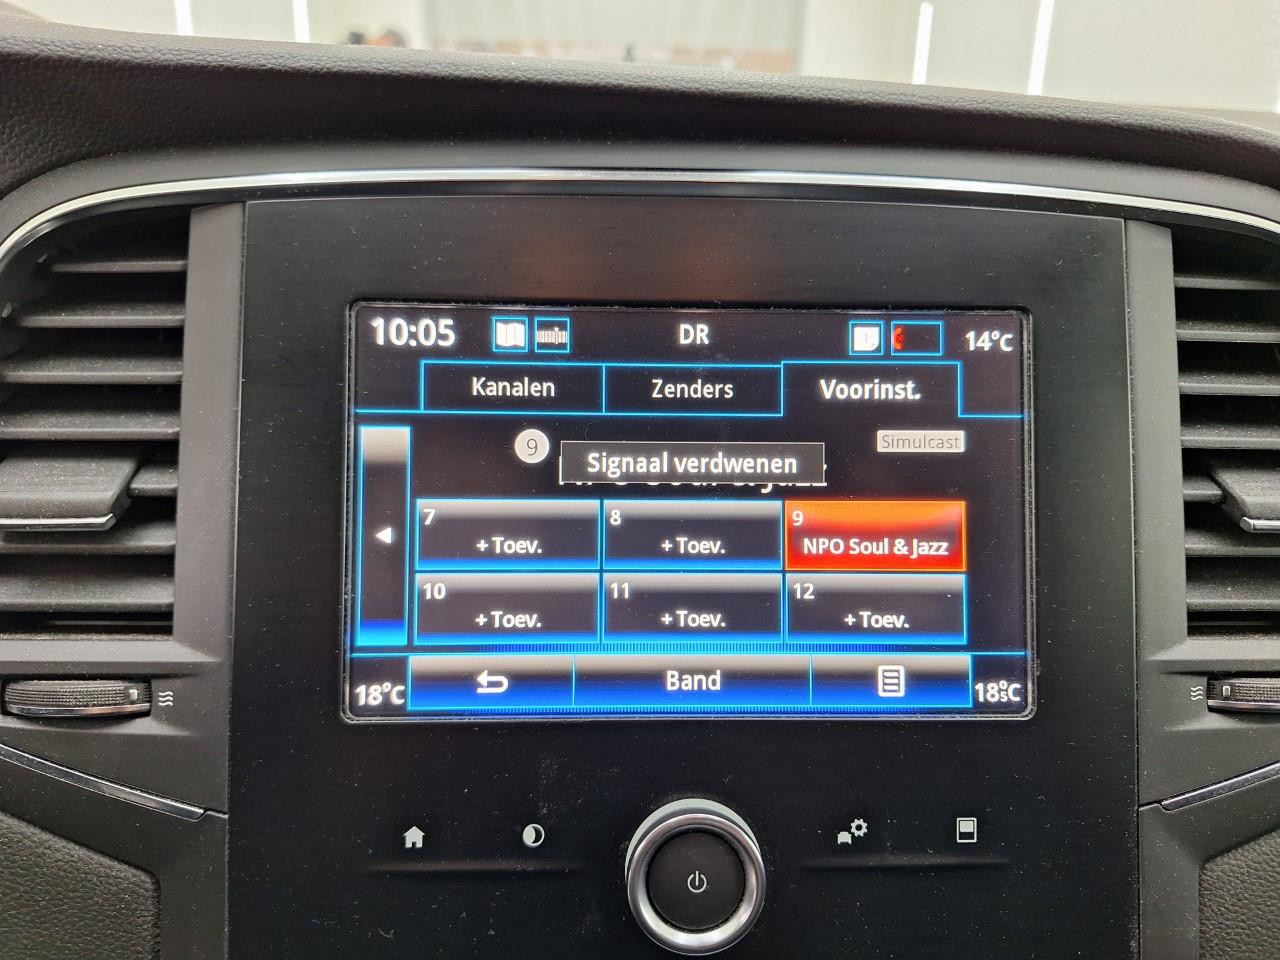 10:05 DR 14°C
Kanalen Zenders Voorinst.
9 Simulcast
Signaal verdwenen
7 + Toev.
8 + Toev.
9 NPO Soul & Jazz
10 + Toev.
11 + Toev.
12 + Toev.
18°C Band 18°C